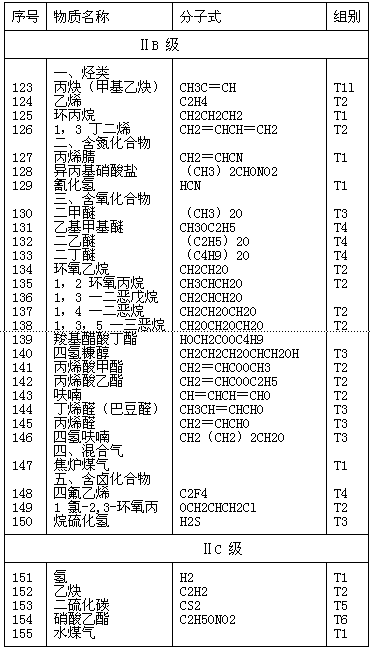 序号 物质名称 分子式 组别
ⅡB 级
一、烃类
123 丙炔（甲基乙炔） CH3C＝CH T1l
124 乙烯 C2H4 T2
125 环丙烷 CH2CH2CH2 T1
126 1，3 丁二烯 CH2＝CHCH＝CH2 T2
二、含氮化合物
127 丙烯腈 CH2＝CHCN T1
128 异丙基硝酸盐 （CH3）2CHONO2
129 氰化氢 HCN T1
三、含氧化合物
130 二甲醚 （CH3）2O T3
131 乙基甲基醚 CH3OC2H5 T4
132 二乙醚 （C2H5）2O T4
133 二丁醚 （C4H9）2O T4
134 环氧乙烷 CH2CH2O T2
135 1，2 环氧丙烷 CH3CHCH2O T2
136 1，3 一二恶戊烷 CH2CHCH2O
137 1，4 一二恶烷 CH2CH2OCH2O T2
138 1，3，5 一三恶烷 CH2OCH2OCH2O T2
139 羧基醋酸丁酯 HOCH2COOC4H9
140 四氢糠醇 CH2CH2CH2OCHCH2OH T3
141 丙烯酸甲酯 CH2＝CHCOOCH3 T2
142 丙烯酸乙酯 CH2＝CHCOOC2H5 T2
143 呋喃 CH＝CHCH＝CHO T2
144 丁烯醛（巴豆醛） CH3CH＝CHCHO T3
145 丙烯醛 CH2＝CHCHO T3
146 四氢呋喃 CH2（CH2）2CH2O T3
四、混合气
147 焦炉煤气 T1
五、含卤化合物
148 四氟乙烯 C2F4 T4
149 1 氯-2,3-环氧丙 OCH2CHCH2Cl T2
150 烷硫化氢 H2S T3
ⅡC 级
151 氢 H2 T1
152 乙炔 C2H2 T2
153 二硫化碳 CS2 T5
154 硝酸乙酯 C2H5ONO2 T6
155 水煤气 T1